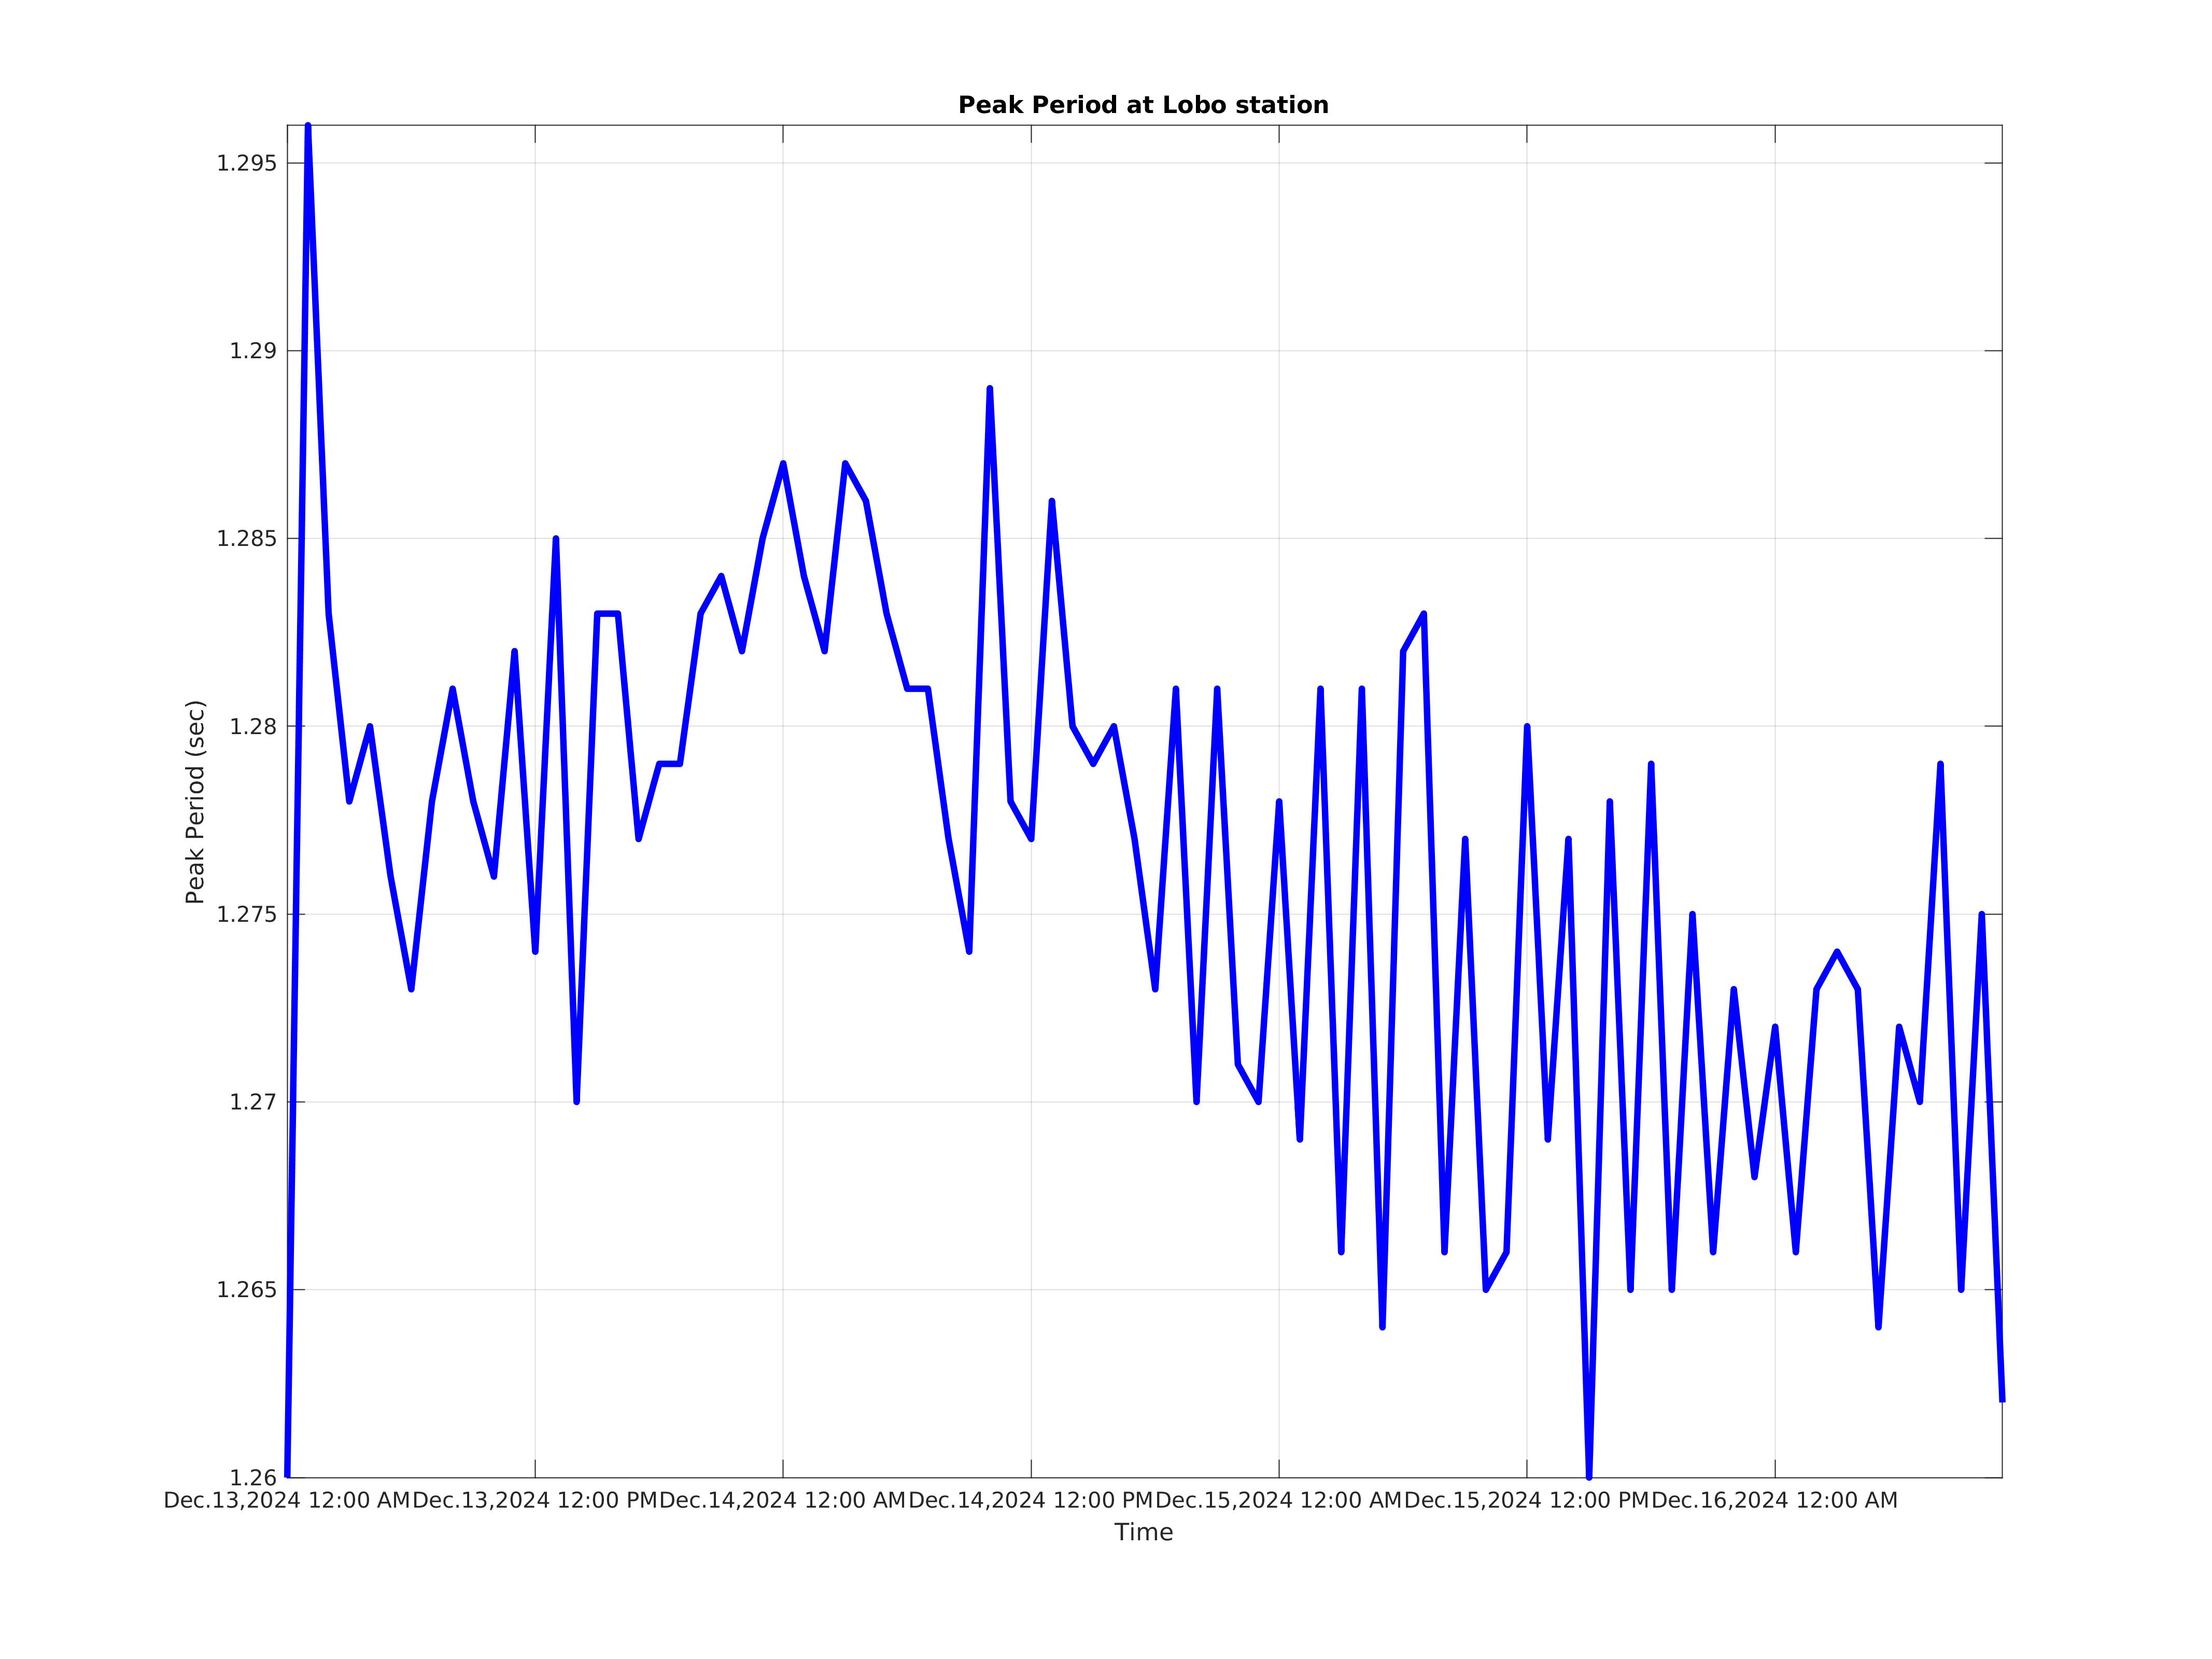 Peak Period at Lobo station
1.295
1.29
1.285
1.28
1.275
1.27
1.265
1.26
Peak Period (sec)
Dec.13,2024 12:00 AM Dec.13,2024 12:00 PM Dec.14,2024 12:00 AM Dec.14,2024 12:00 PM Dec.15,2024 12:00 AM Dec.15,2024 12:00 PM Dec.16,2024 12:00 AM
Time